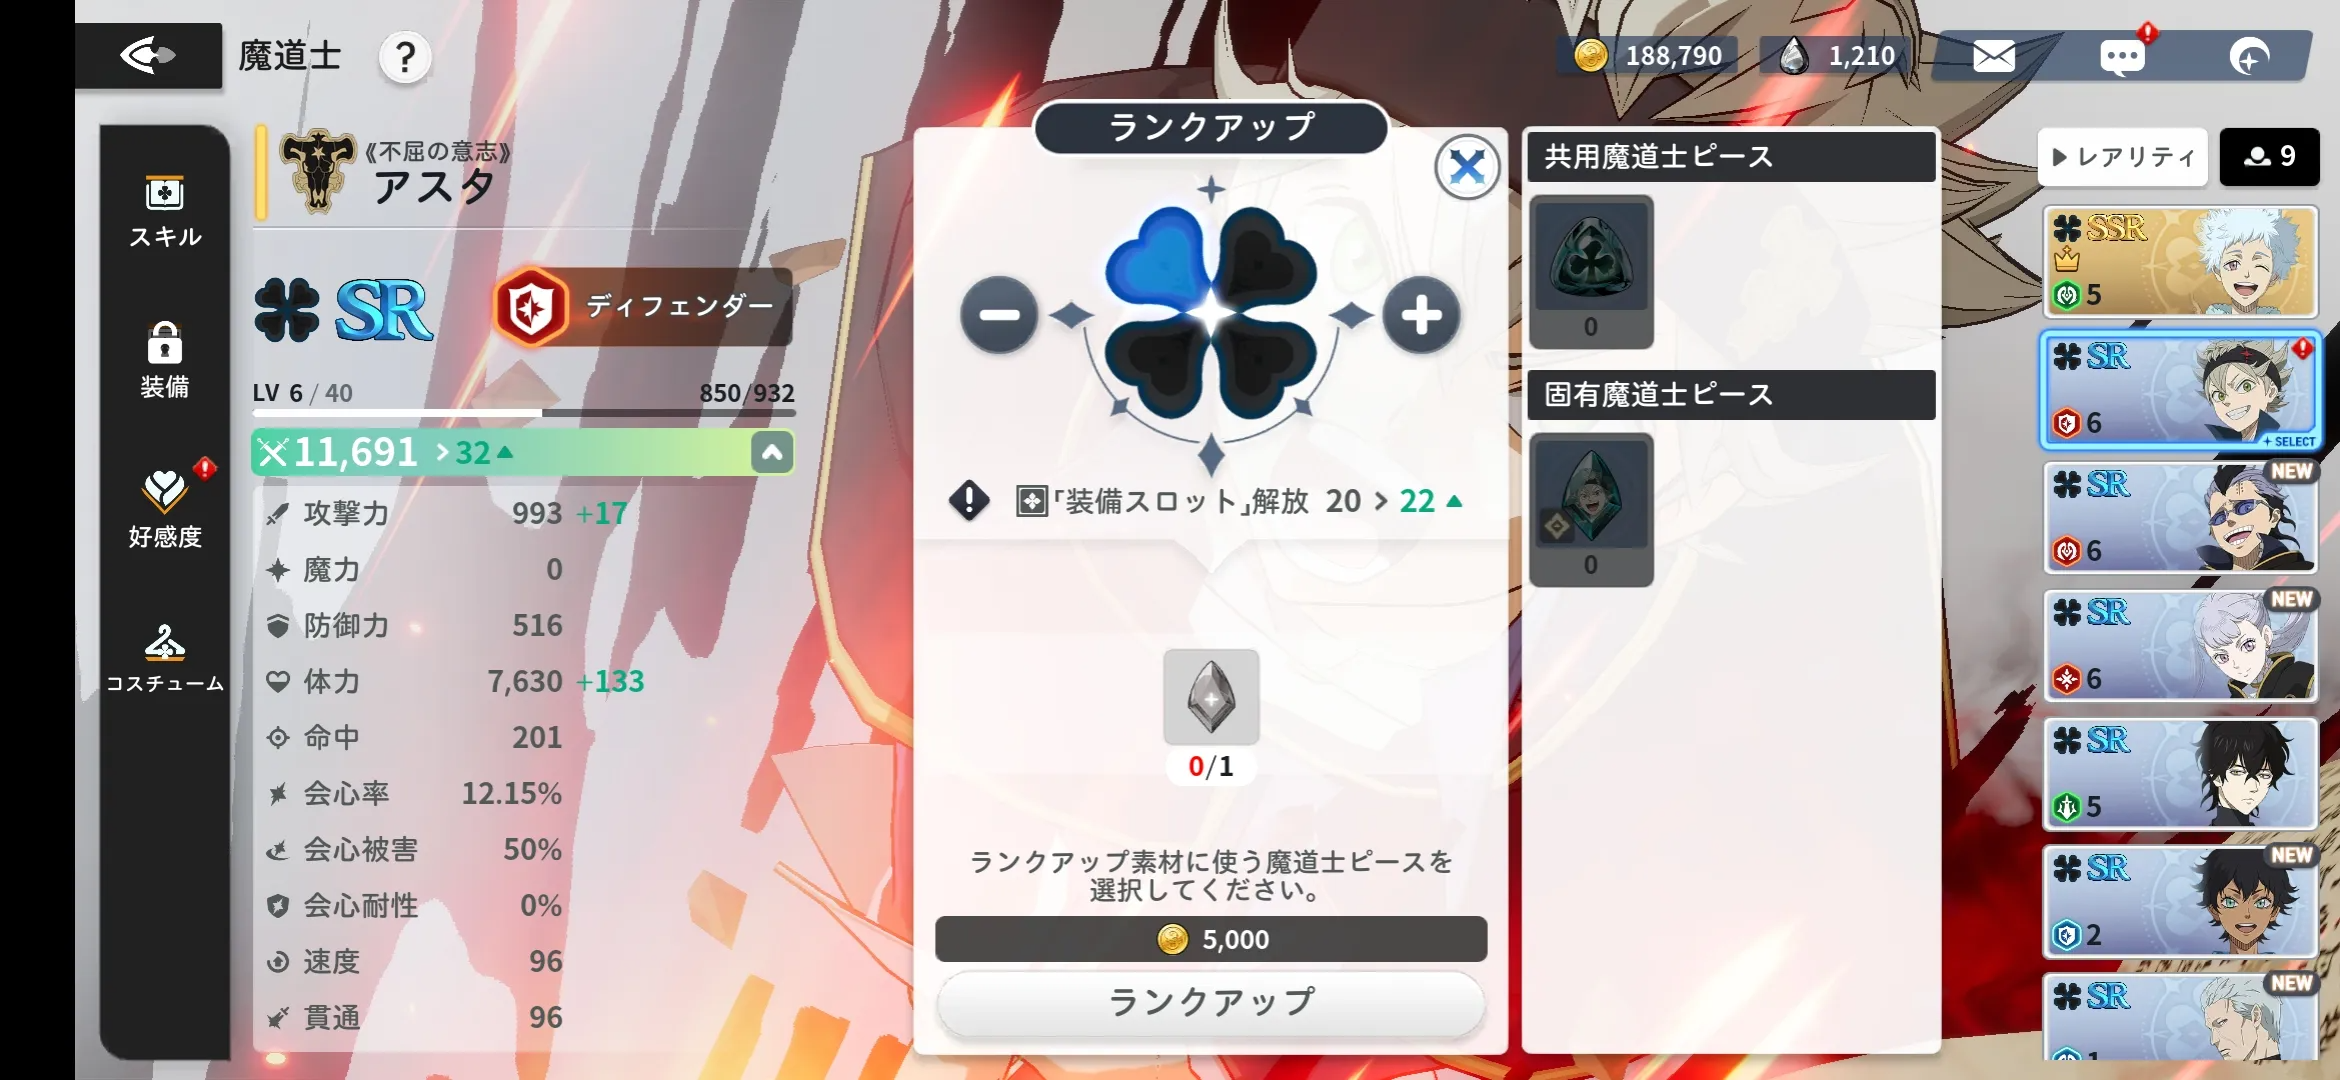 魔道士
?
188,790
1,210
スキル
装備
好感度
コスチューム
《不屈の意志》
アスタ
SR
ディフェンダー
LV 6 / 40
850/932
11,691 > 32▲
攻撃力 993 +17
魔力 0
防御力 516
体力 7,630 +133
命中 201
会心率 12.15%
会心被害 50%
会心耐性 0%
速度 96
貫通 96
ランクアップ
「装備スロット」解放 20 > 22 ▲
0/1
ランクアップ素材に使う魔道士ピースを
選択してください。
5,000
ランクアップ
共用魔道士ピース
0
固有魔道士ピース
0
レアリティ
9
SSR
5
SR
6
SELECT
NEW
SR
6
NEW
SR
6
SR
5
NEW
SR
2
NEW
SR
1